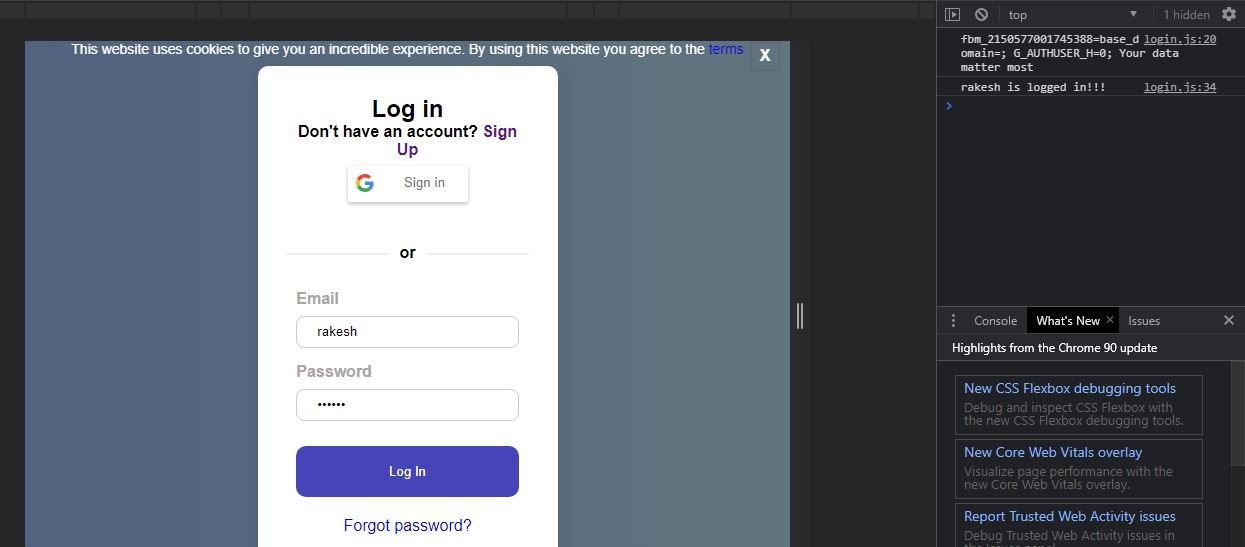 This website uses cookies to give you an incredible experience. By using this website you agree to the terms
X
Log in
Don't have an account? Sign
Up
Sign in
or
Email
rakesh
Password
••••••
Log In
Forgot password?
top
1 hidden
fbm_2150577001745388=base_d login.js:20
omain=; G_AUTHUSER_H=0; Your data
matter most
rakesh is logged in!!! login.js:34
Console What's New Issues
Highlights from the Chrome 90 update
New CSS Flexbox debugging tools
Debug and inspect CSS Flexbox with
the new CSS Flexbox debugging tools.
New Core Web Vitals overlay
Visualize page performance with the
new Core Web Vitals overlay.
Report Trusted Web Activity issues
Debug Trusted Web Activity issues in